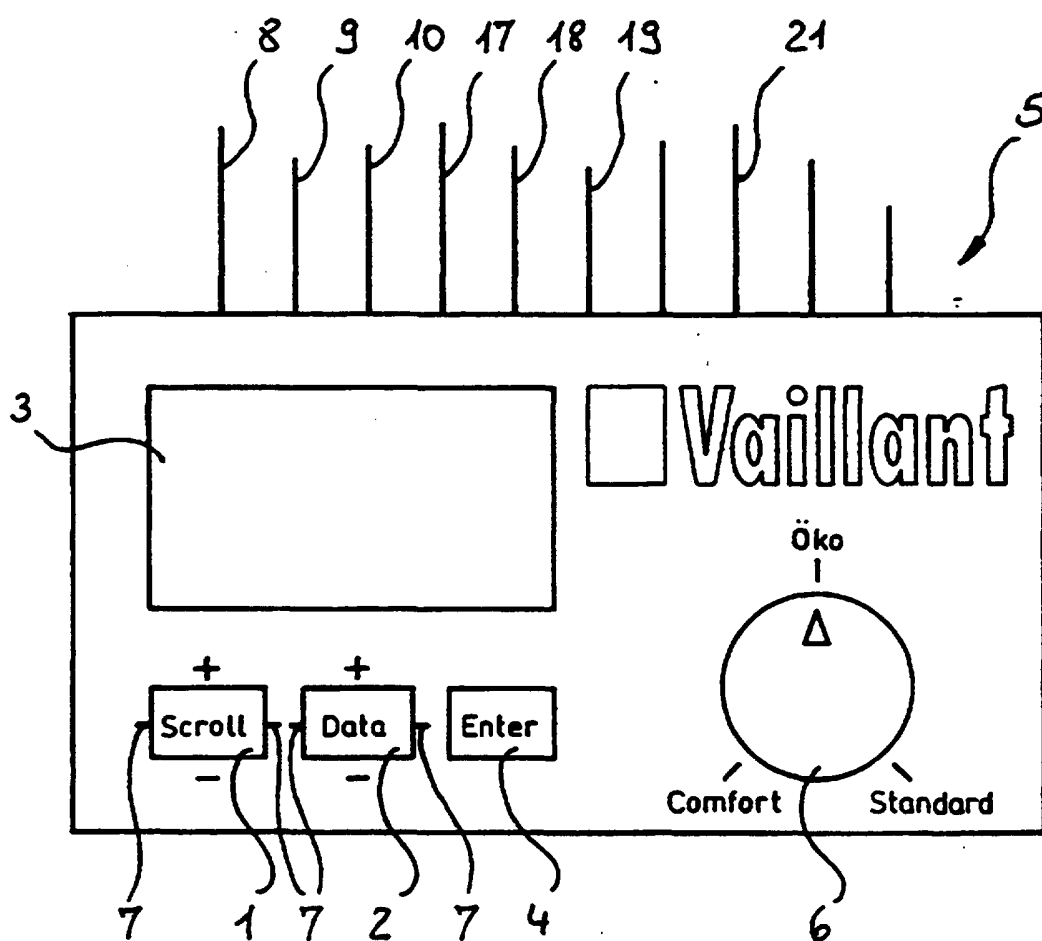 8 9 10 17 18 19 21
5
3
Vaillant
Öko
+ +
Scroll Data Enter
- -
Comfort Standard
7 1 7 2 7 4 6